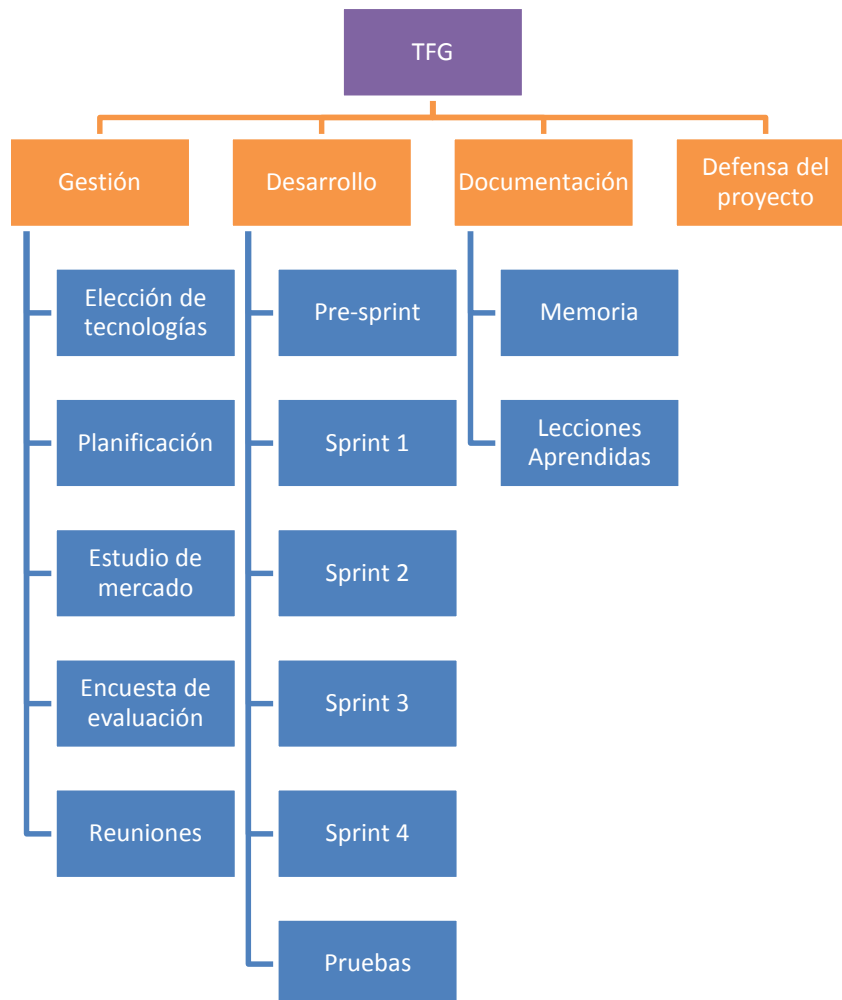 TFG
Gestión
Desarrollo
Documentación
Defensa del
proyecto
Elección de
tecnologías
Planificación
Estudio de
mercado
Encuesta de
evaluación
Reuniones
Pre-sprint
Sprint 1
Sprint 2
Sprint 3
Sprint 4
Pruebas
Memoria
Lecciones
Aprendidas